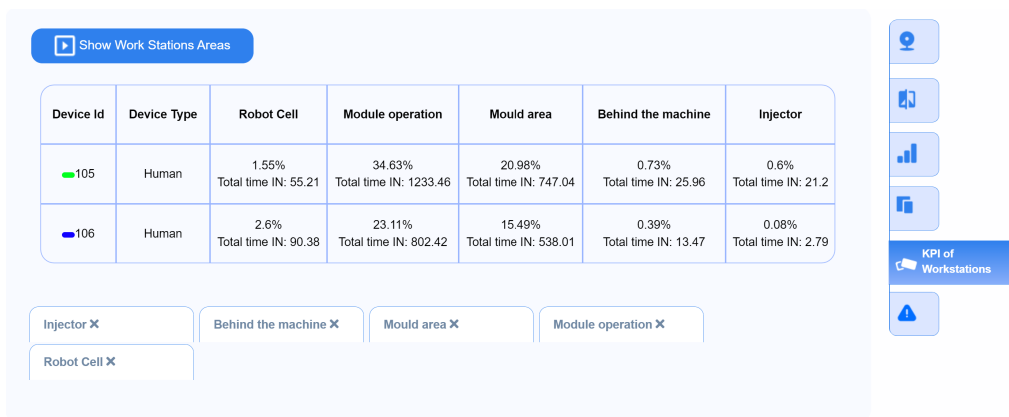 Show Work Stations Areas
Device Id Device Type Robot Cell Module operation Mould area Behind the machine Injector
105 Human 1.55% 34.63% 20.98% 0.73% 0.6%
Total time IN: 55.21 Total time IN: 1233.46 Total time IN: 747.04 Total time IN: 25.96 Total time IN: 21.2
106 Human 2.6% 23.11% 15.49% 0.39% 0.08%
Total time IN: 90.38 Total time IN: 802.42 Total time IN: 538.01 Total time IN: 13.47 Total time IN: 2.79
KPI of
Workstations
Injector Behind the machine Mould area Module operation
Robot Cell